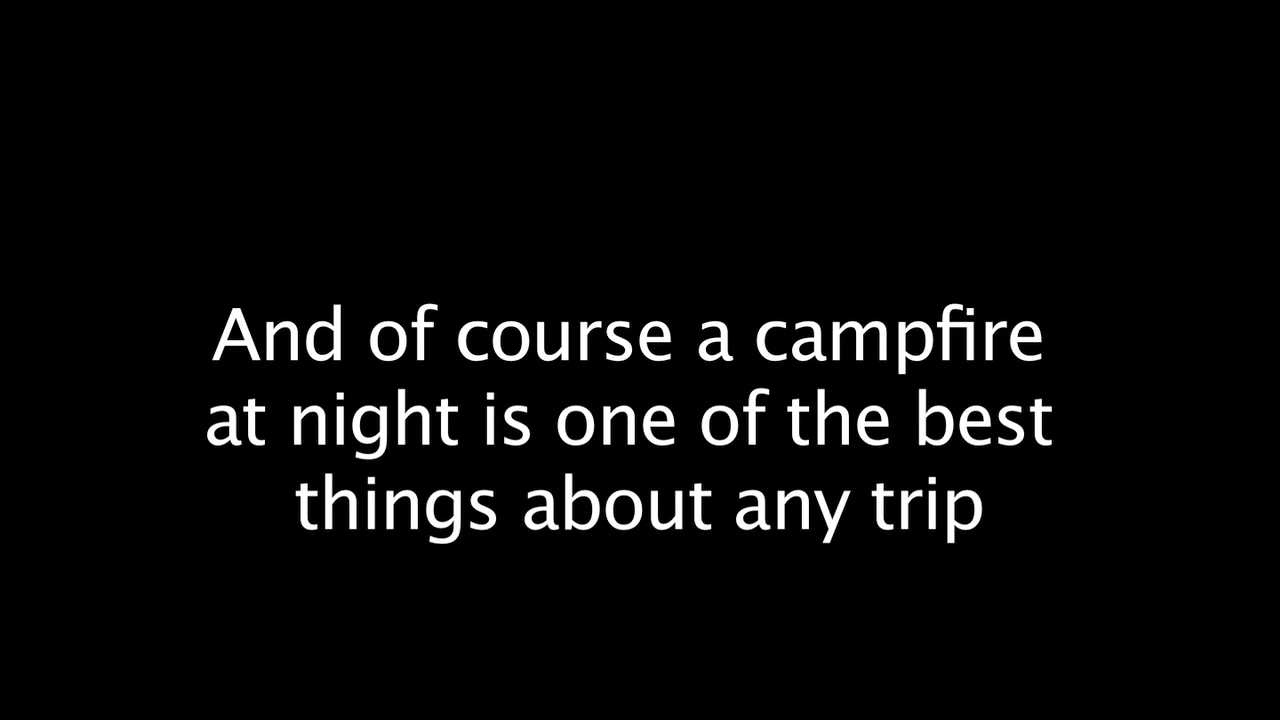 And of course a campfire
at night is one of the best
things about any trip